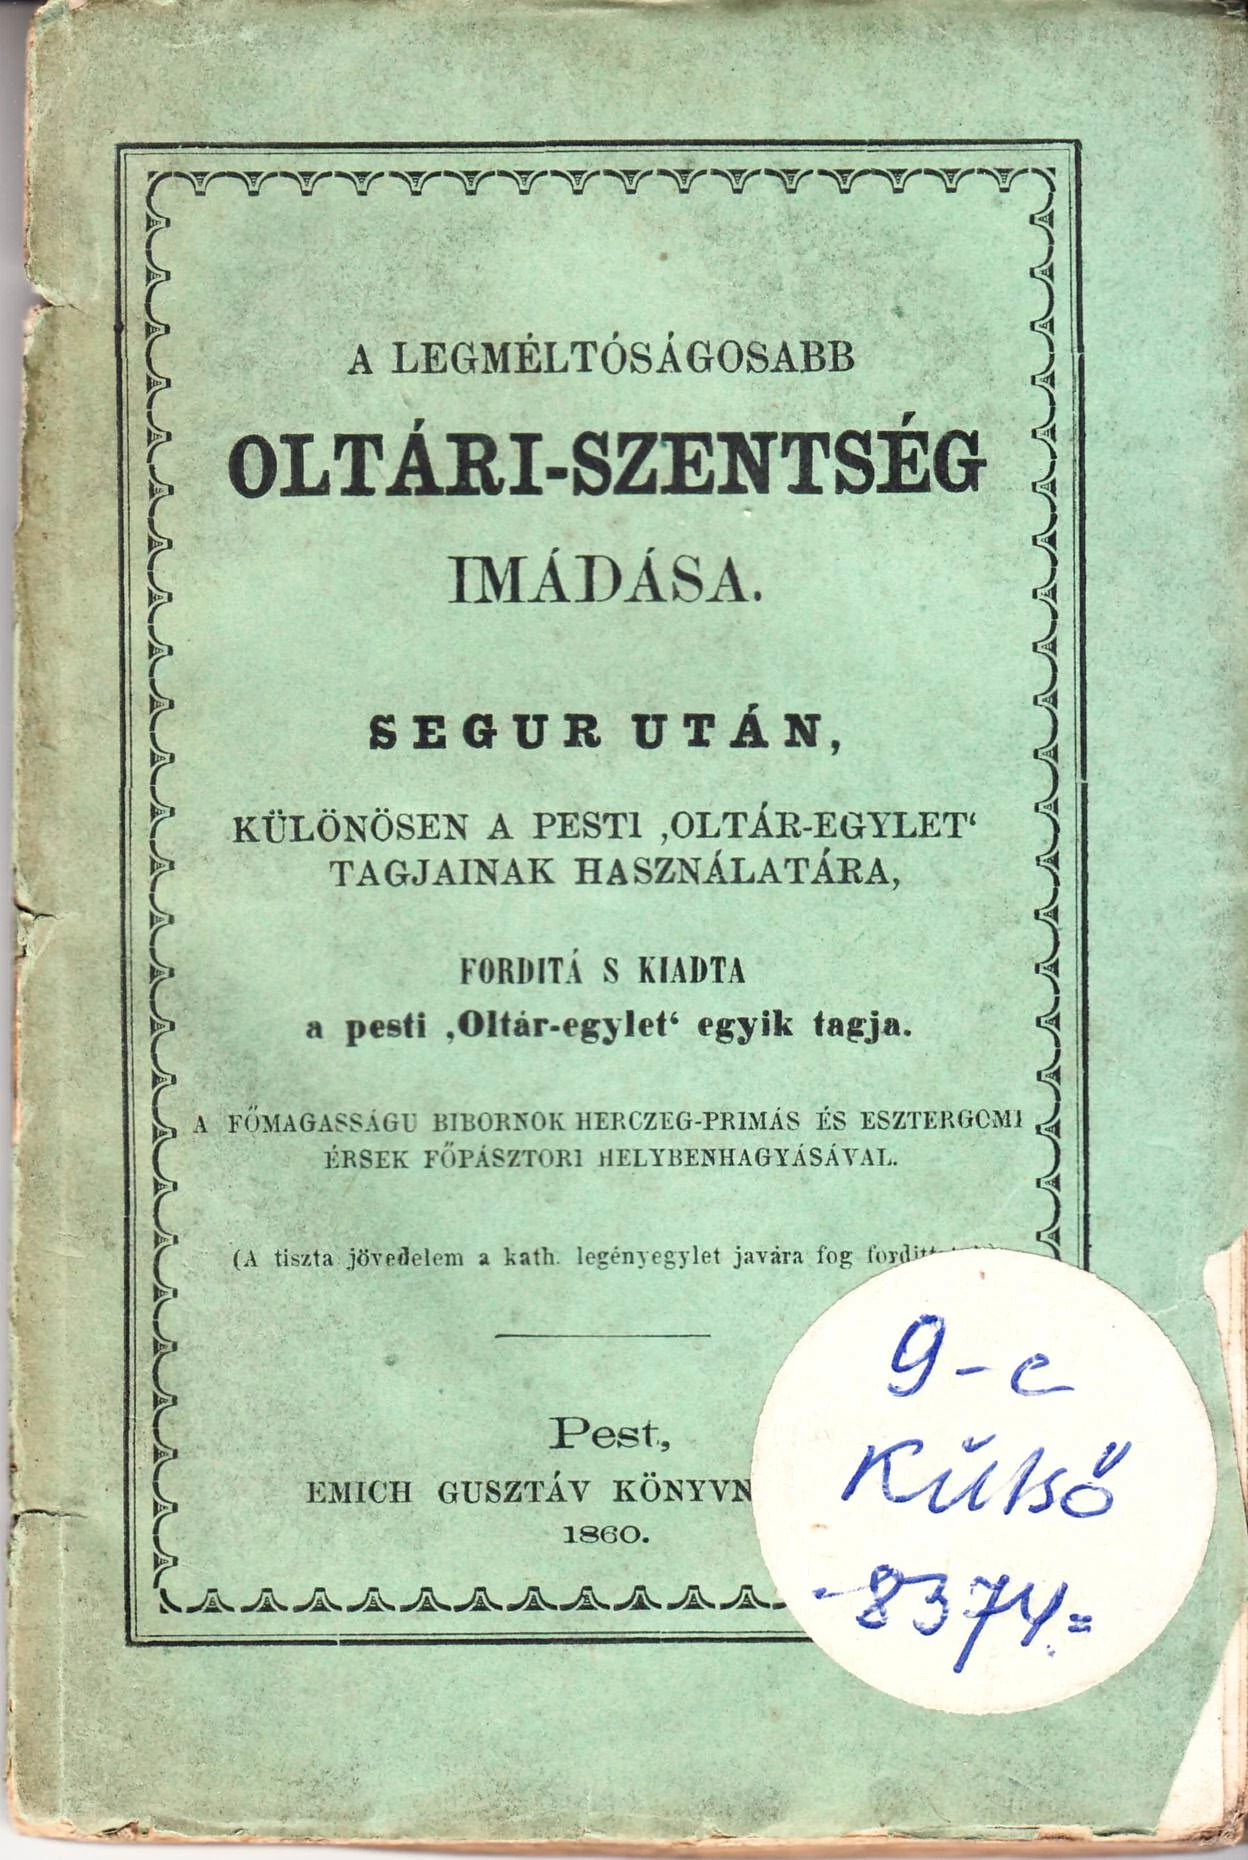 A LEGMÉLTÓSÁGOSABB
OLTÁRI-SZENTSÉG
IMÁDÁSA.
SEGUR UTÁN,
KÜLÖNÖSEN A PESTI ‚OLTÁR-EGYLET‘
TAGJAINAK HASZNÁLATÁRA,
FORDITÁ S KIADTA
a pesti ‚Oltár-egylet‘ egyik tagja.
A FŐMAGASSÁGU BIBORNOK HERCZEG-PRIMÁS ÉS ESZTERGOMI
ÉRSEK FŐPÁSZTORI HELYBENHAGYÁSÁVAL.
(A tiszta jövedelem a kath. legényegylet javára fog
Pest,
EMICH GUSZTÁV
1860.
9-e
Külső
-8374=